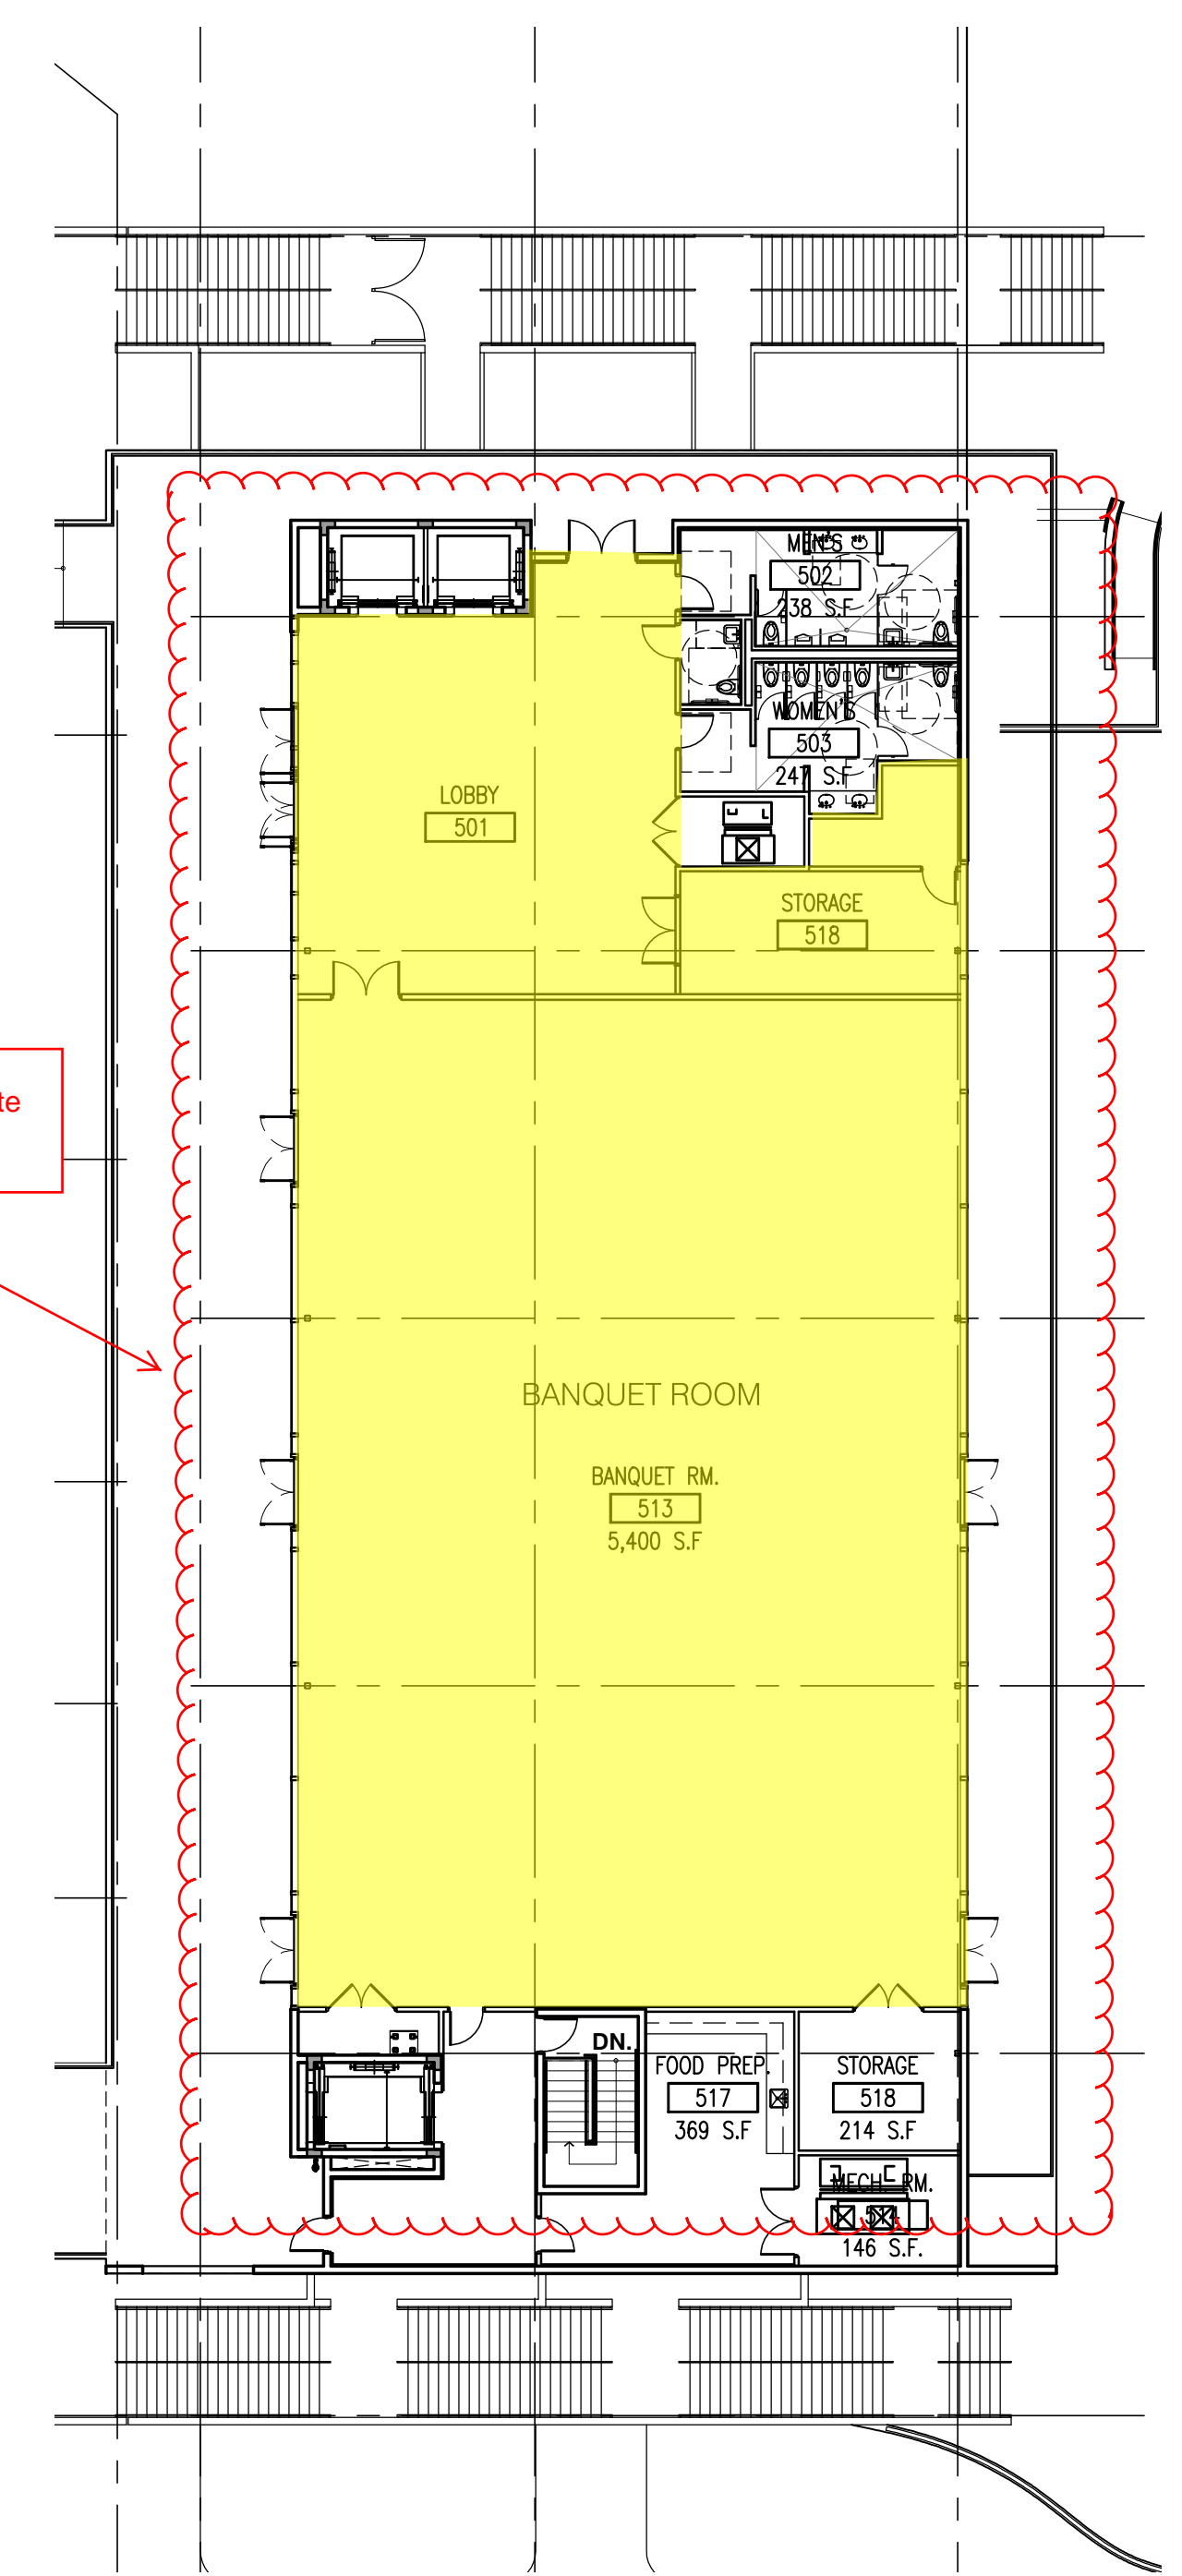 MEN'S
502
238 S.F
WOMEN'S
503
247 S.F
LOBBY
501
STORAGE
518
BANQUET ROOM
BANQUET RM.
513
5,400 S.F
DN.
FOOD PREP.
517
369 S.F
STORAGE
518
214 S.F
MECH. RM.
146 S.F.